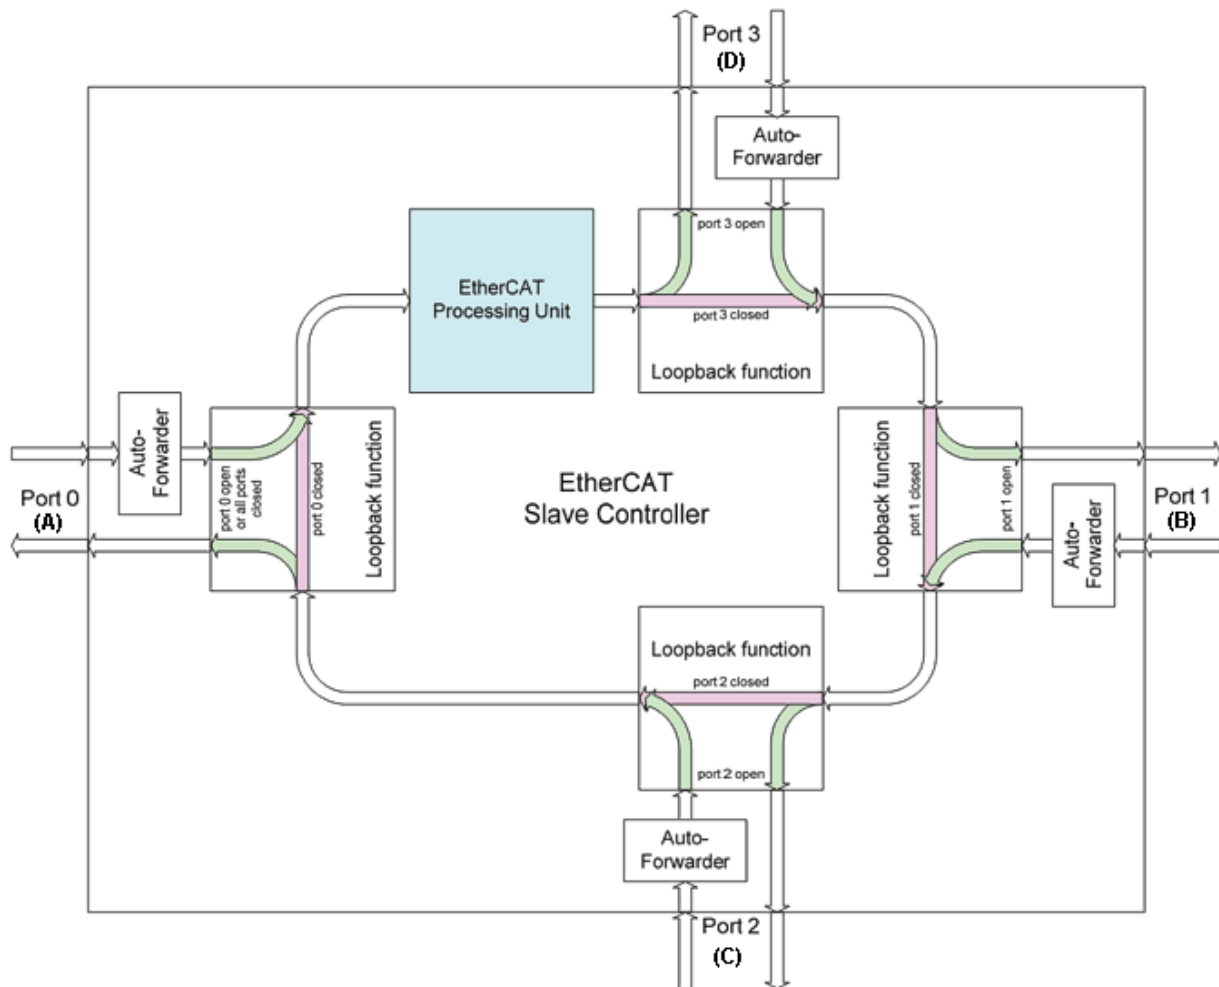 Port 3
(D)
Auto-
Forwarder
port 3 open
EtherCAT
Processing Unit
port 3 closed
Loopback function
Auto-
Forwarder
port 0 open
or all ports
closed
port 0 closed
Loopback function
EtherCAT
Slave Controller
Loopback function
port 1 closed
port 1 open
Auto-
Forwarder
Port 0
(A)
Port 1
(B)
Loopback function
port 2 closed
port 2 open
Auto-
Forwarder
Port 2
(C)